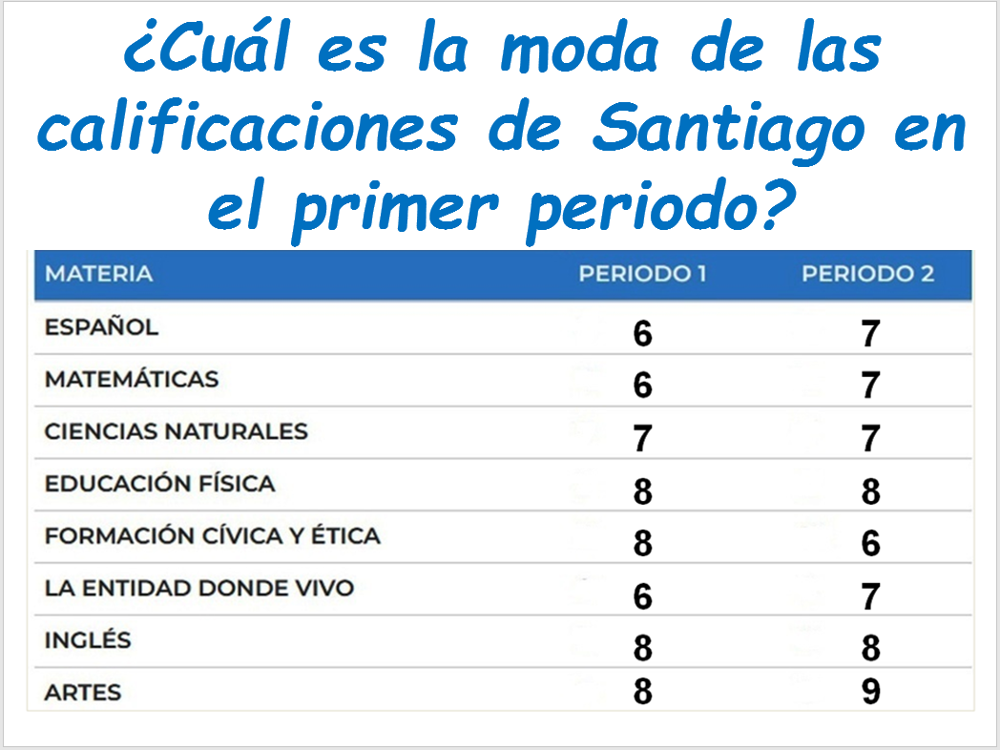 ¿Cuál es la moda de las
calificaciones de Santiago en
el primer periodo?
MATERIA PERIODO 1 PERIODO 2
ESPAÑOL 6 7
MATEMÁTICAS 6 7
CIENCIAS NATURALES 7 7
EDUCACIÓN FÍSICA 8 8
FORMACIÓN CÍVICA Y ÉTICA 8 6
LA ENTIDAD DONDE VIVO 6 7
INGLÉS 8 8
ARTES 8 9